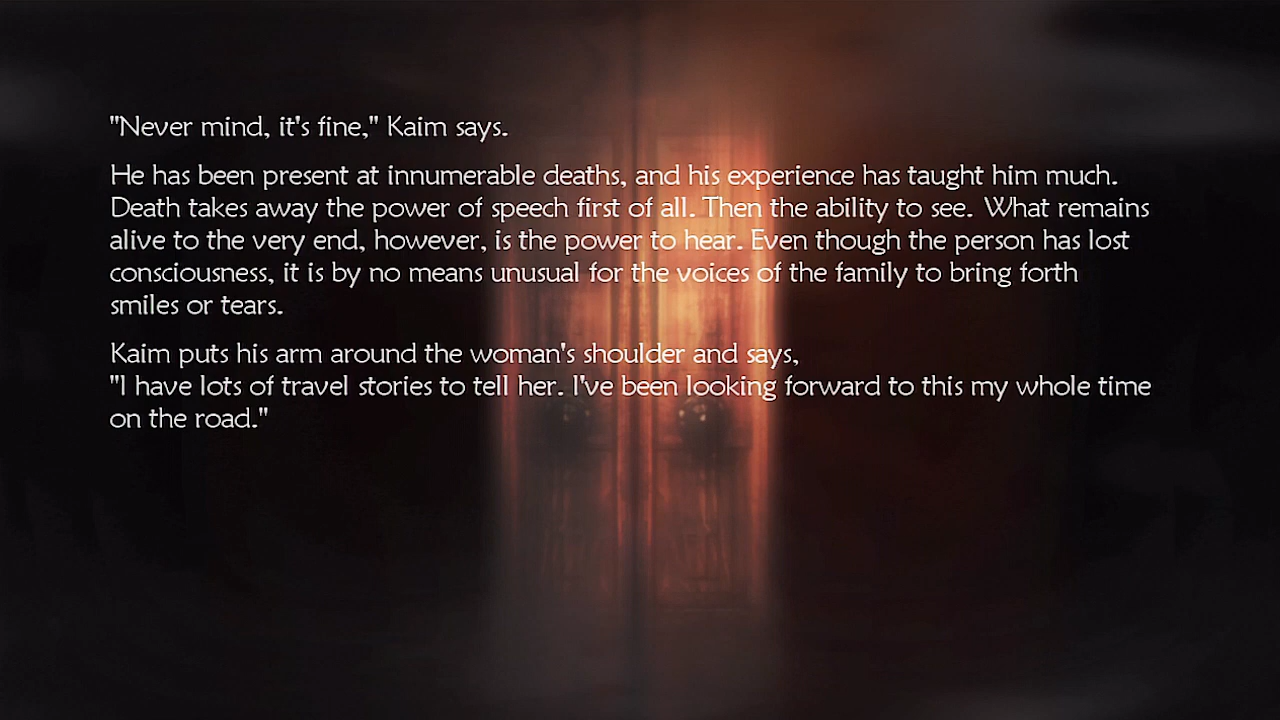 "Never mind, it's fine," Kaim says.
He has been present at innumerable deaths, and his experience has taught him much.
Death takes away the power of speech first of all. Then the ability to see. What remains
alive to the very end, however, is the power to hear. Even though the person has lost
consciousness, it is by no means unusual for the voices of the family to bring forth
smiles or tears.
Kaim puts his arm around the woman's shoulder and says,
"I have lots of travel stories to tell her. I've been looking forward to this my whole time
on the road."